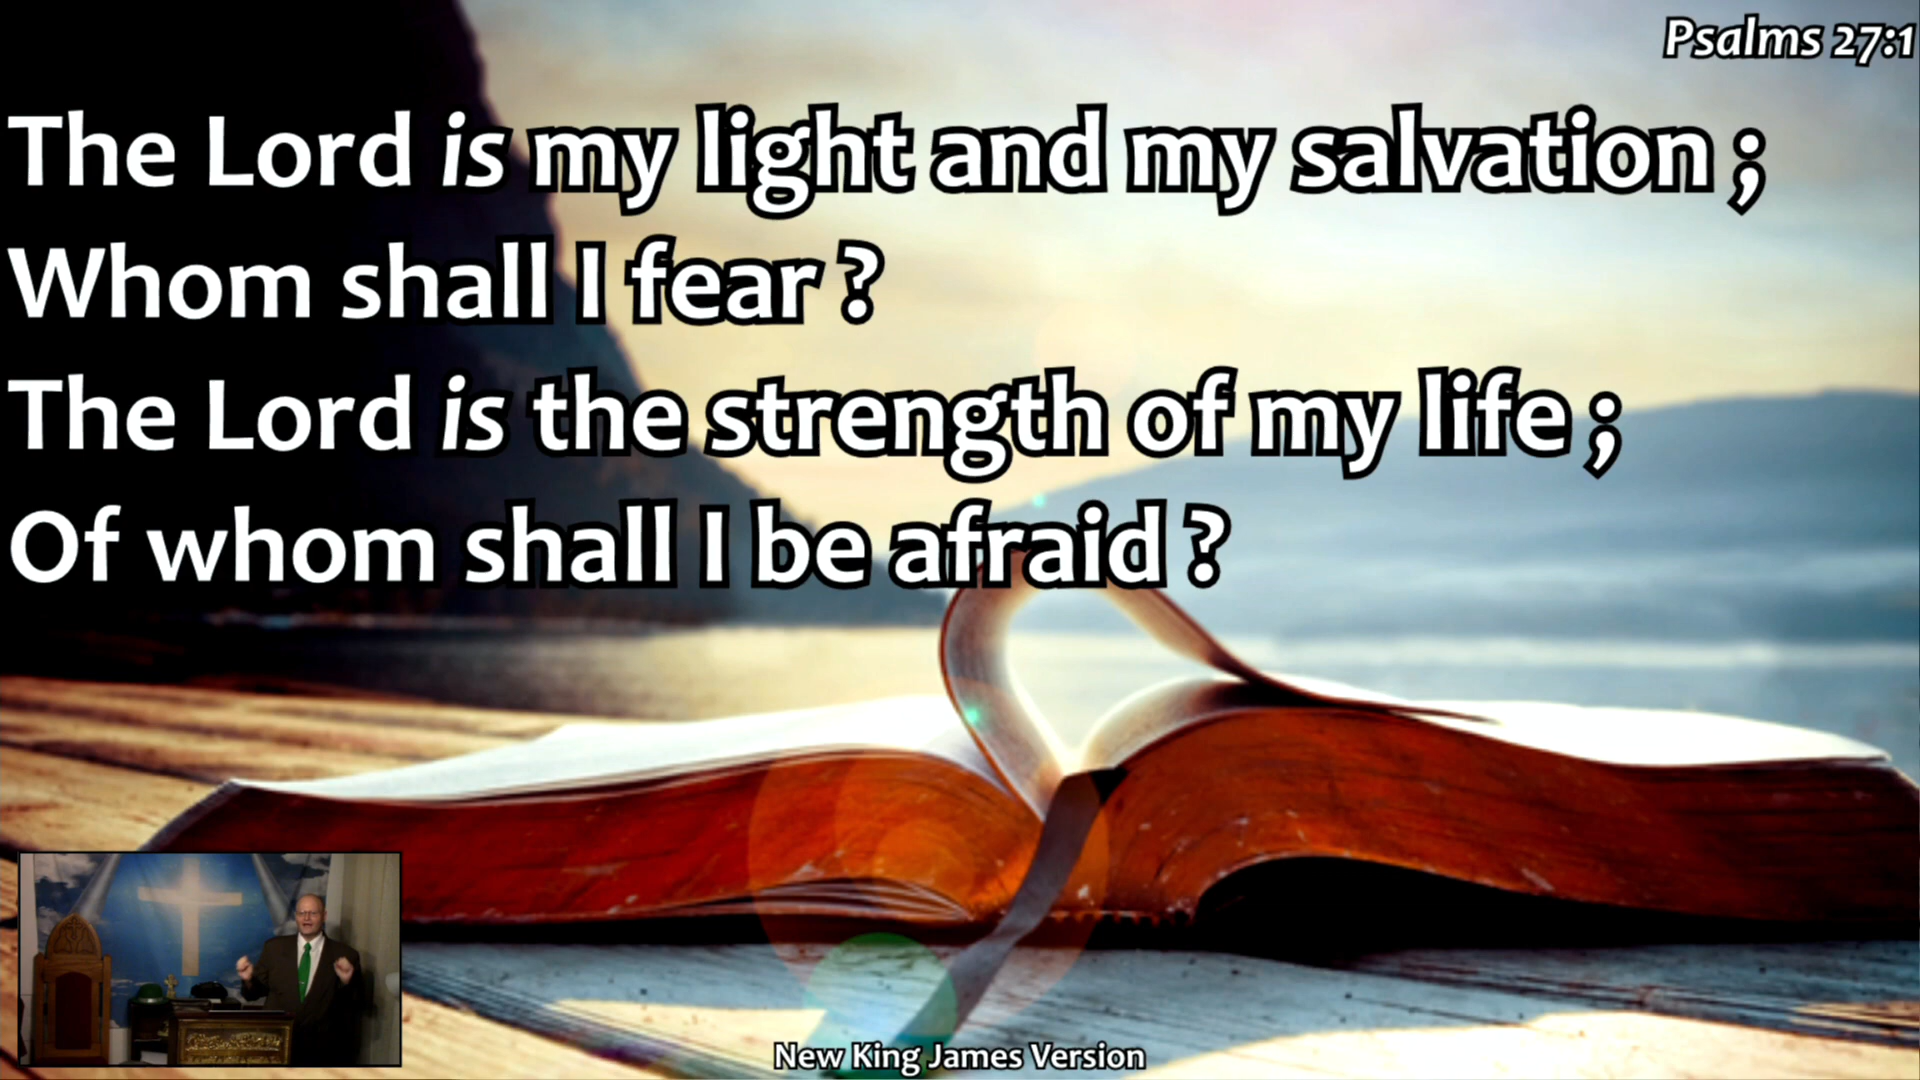 Psalms 27:1
The Lord is my light and my salvation ;
Whom shall I fear ?
The Lord is the strength of my life ;
Of whom shall I be afraid ?
New King James Version